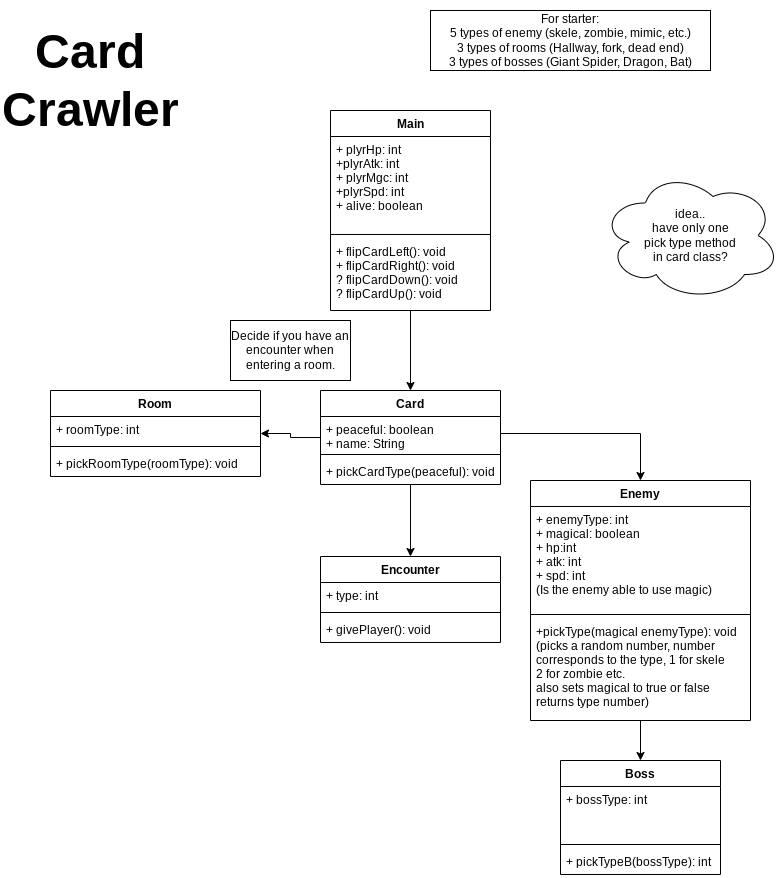 Card
Crawler
For starter:
5 types of enemy (skele, zombie, mimic, etc.)
3 types of rooms (Hallway, fork, dead end)
3 types of bosses (Giant Spider, Dragon, Bat)
Main
+ plyrHp: int
+plyrAtk: int
+ plyrMgc: int
+plyrSpd: int
+ alive: boolean
+ flipCardLeft(): void
+ flipCardRight(): void
? flipCardDown(): void
? flipCardUp(): void
idea..
have only one
pick type method
in card class?
Decide if you have an
encounter when
entering a room.
Room
+ roomType: int
+ pickRoomType(roomType): void
Card
+ peaceful: boolean
+ name: String
+ pickCardType(peaceful): void
Encounter
+ type: int
+ givePlayer(): void
Enemy
+ enemyType: int
+ magical: boolean
+ hp:int
+ atk: int
+ spd: int
(Is the enemy able to use magic)
+pickType(magical enemyType): void
(picks a random number, number
corresponds to the type, 1 for skele
2 for zombie etc.
also sets magical to true or false
returns type number)
Boss
+ bossType: int
+ pickTypeB(bossType): int